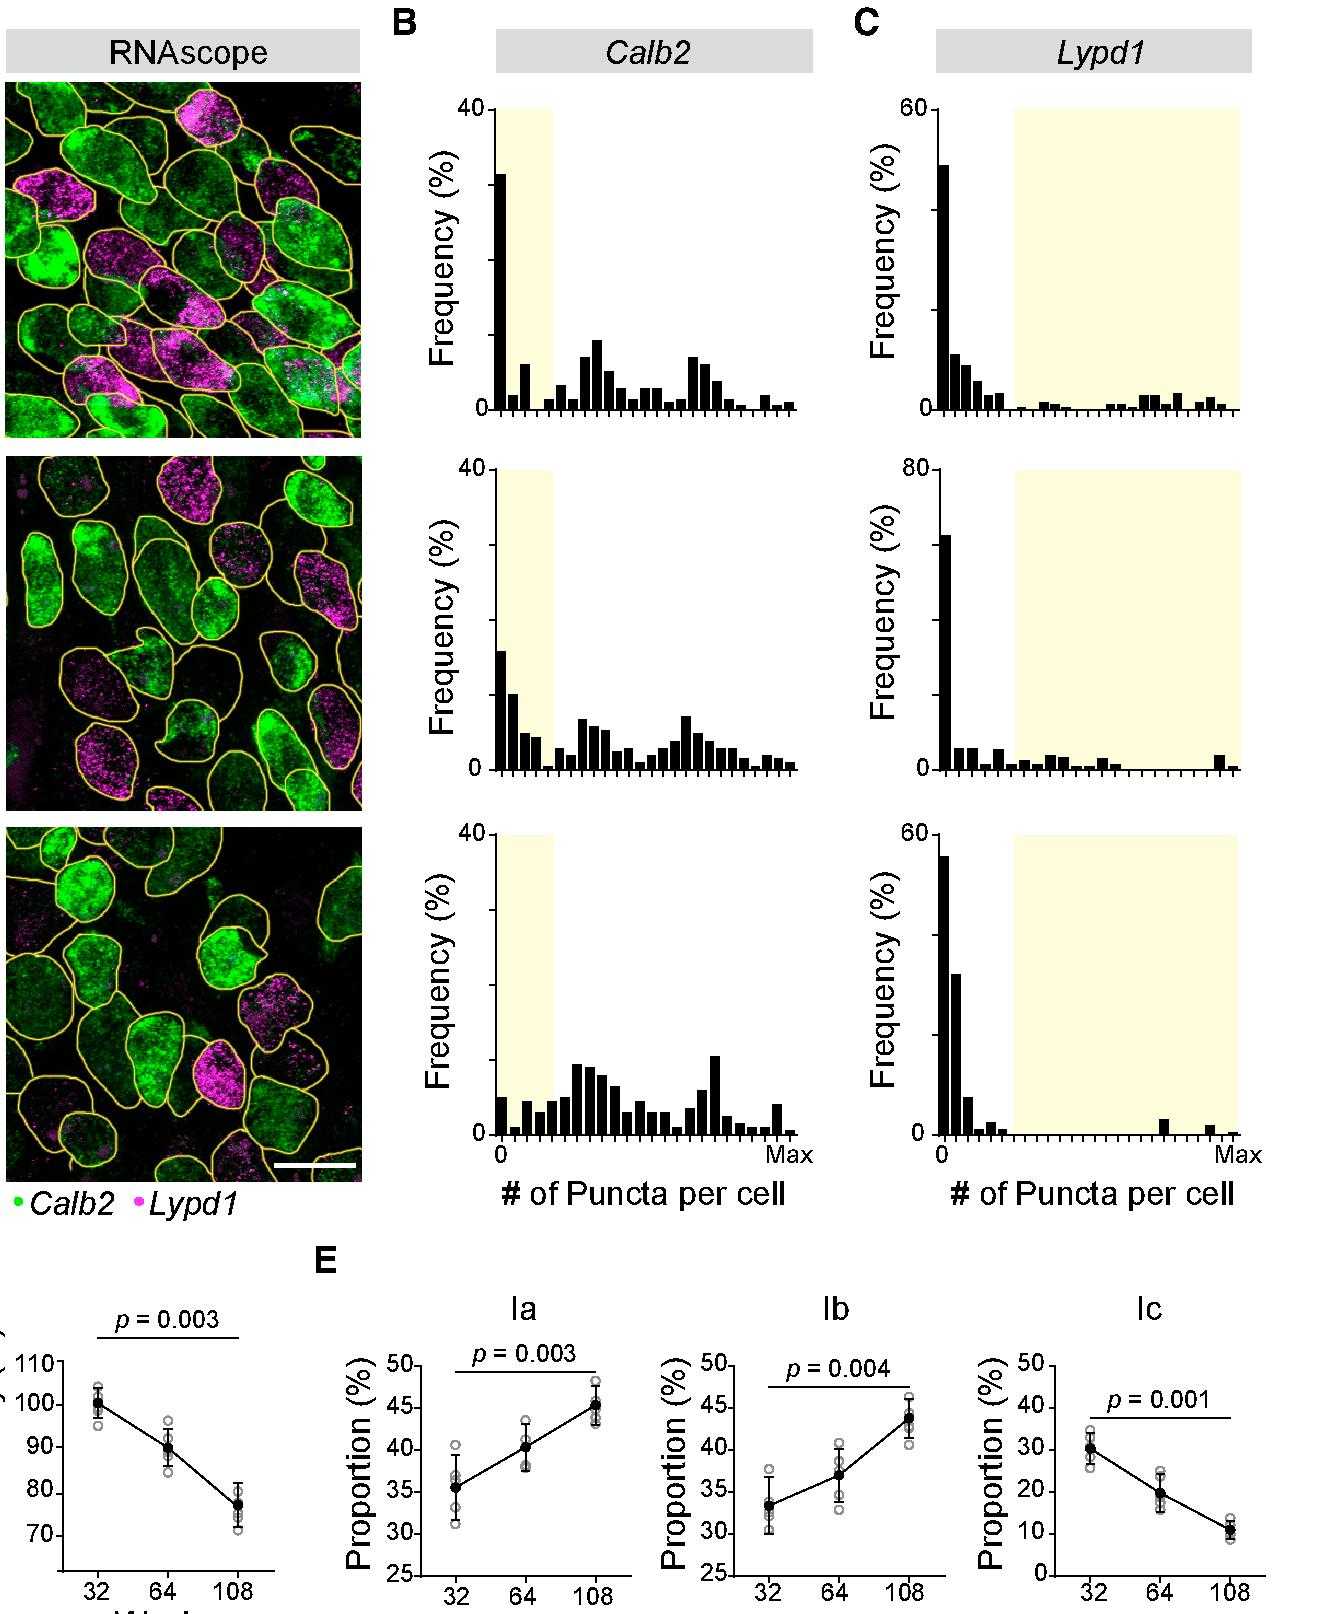 B
C
RNAscope
Calb2
Lypd1
40
0
Frequency (%)
60
0
Frequency (%)
40
0
Frequency (%)
80
0
Frequency (%)
40
0
Frequency (%)
0
Max
# of Puncta per cell
60
0
Frequency (%)
0
Max
# of Puncta per cell
Calb2 Lypd1
E
p = 0.003
110
100
90
80
70
32 64 108
Ia
p = 0.003
Proportion (%)
50
45
40
35
30
25
32 64 108
Ib
p = 0.004
Proportion (%)
50
45
40
35
30
25
32 64 108
Ic
p = 0.001
Proportion (%)
50
40
30
20
10
0
32 64 108